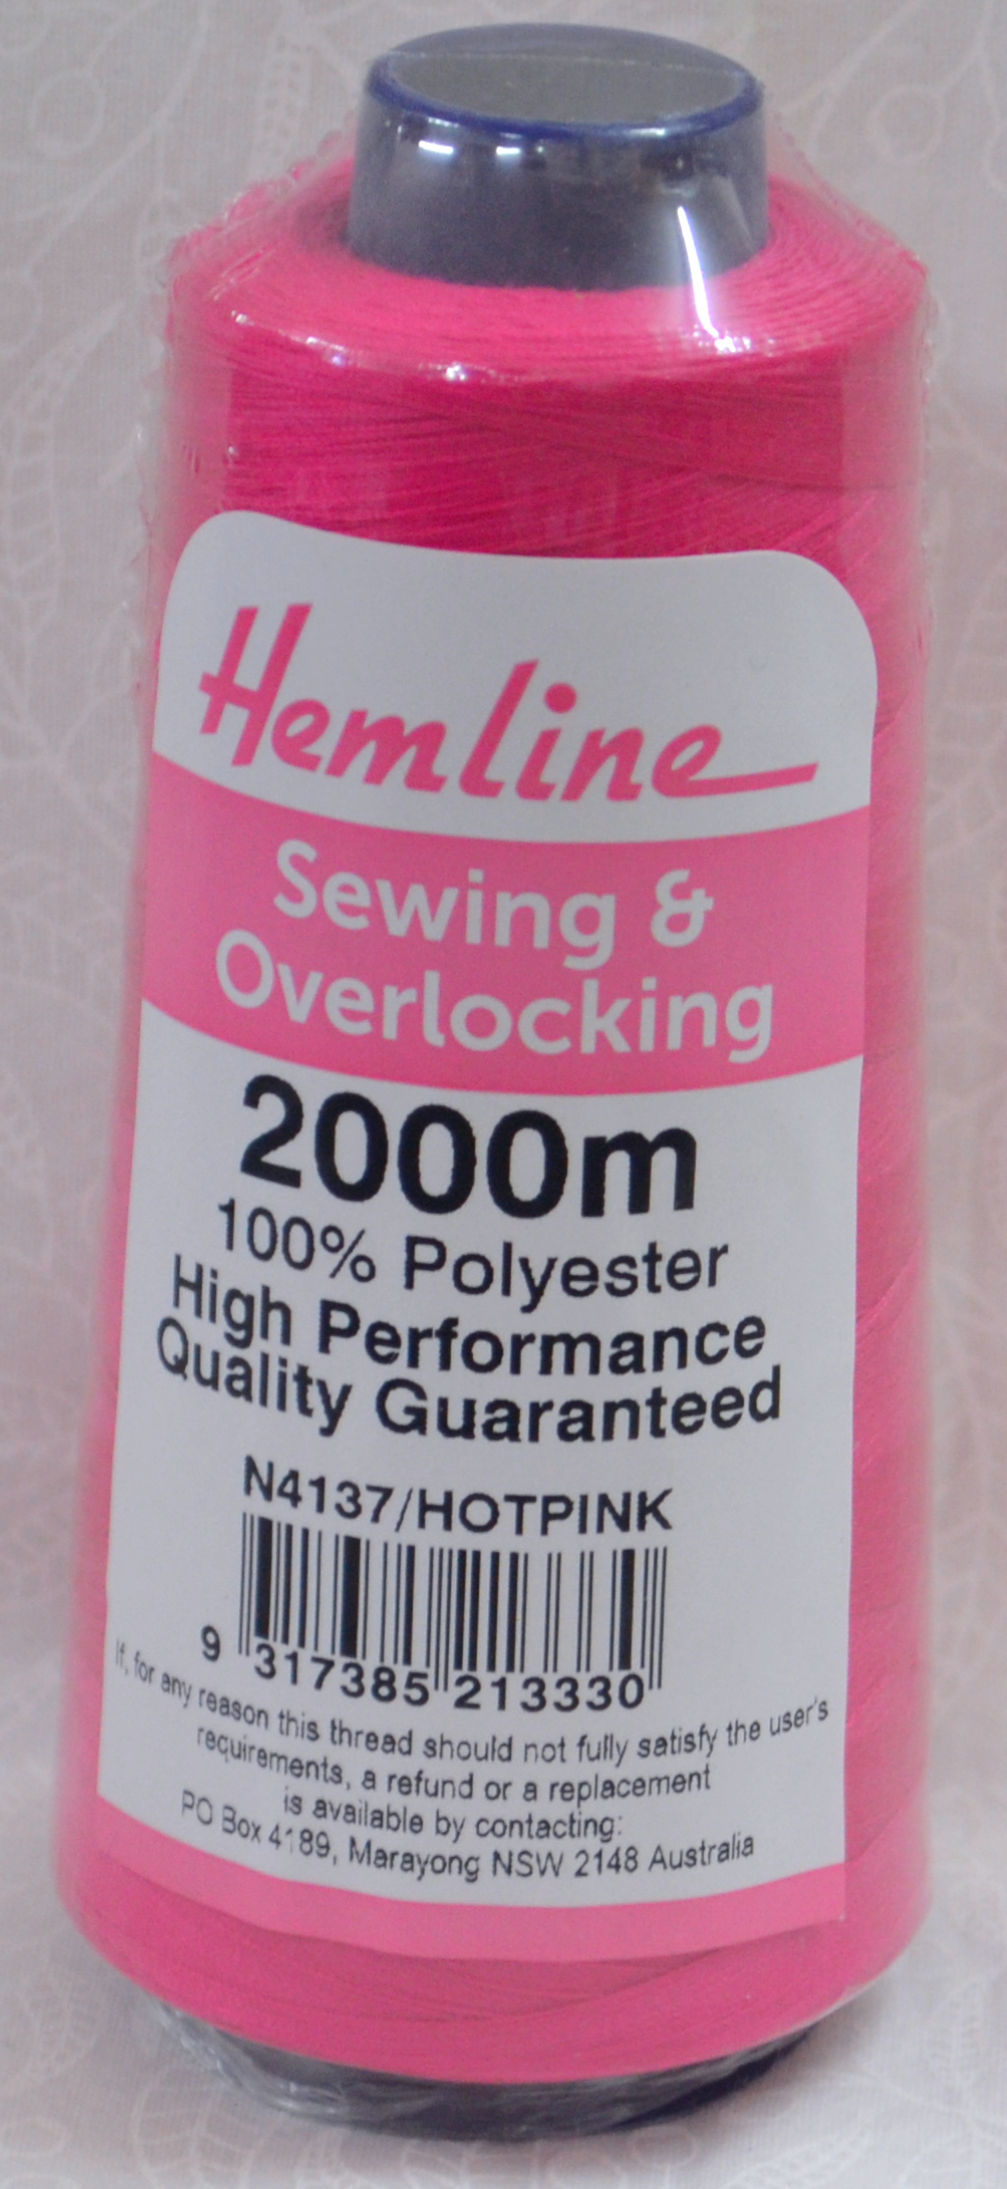 Hemline
Sewing &
Overlocking
2000m
100% Polyester
High Performance
Quality Guaranteed
N4137/HOTPINK
9 317385 213330
If, for any reason this thread should not fully satisfy the user's
requirements, a refund or a replacement
is available by contacting:
PO Box 4189, Marayong NSW 2148 Australia